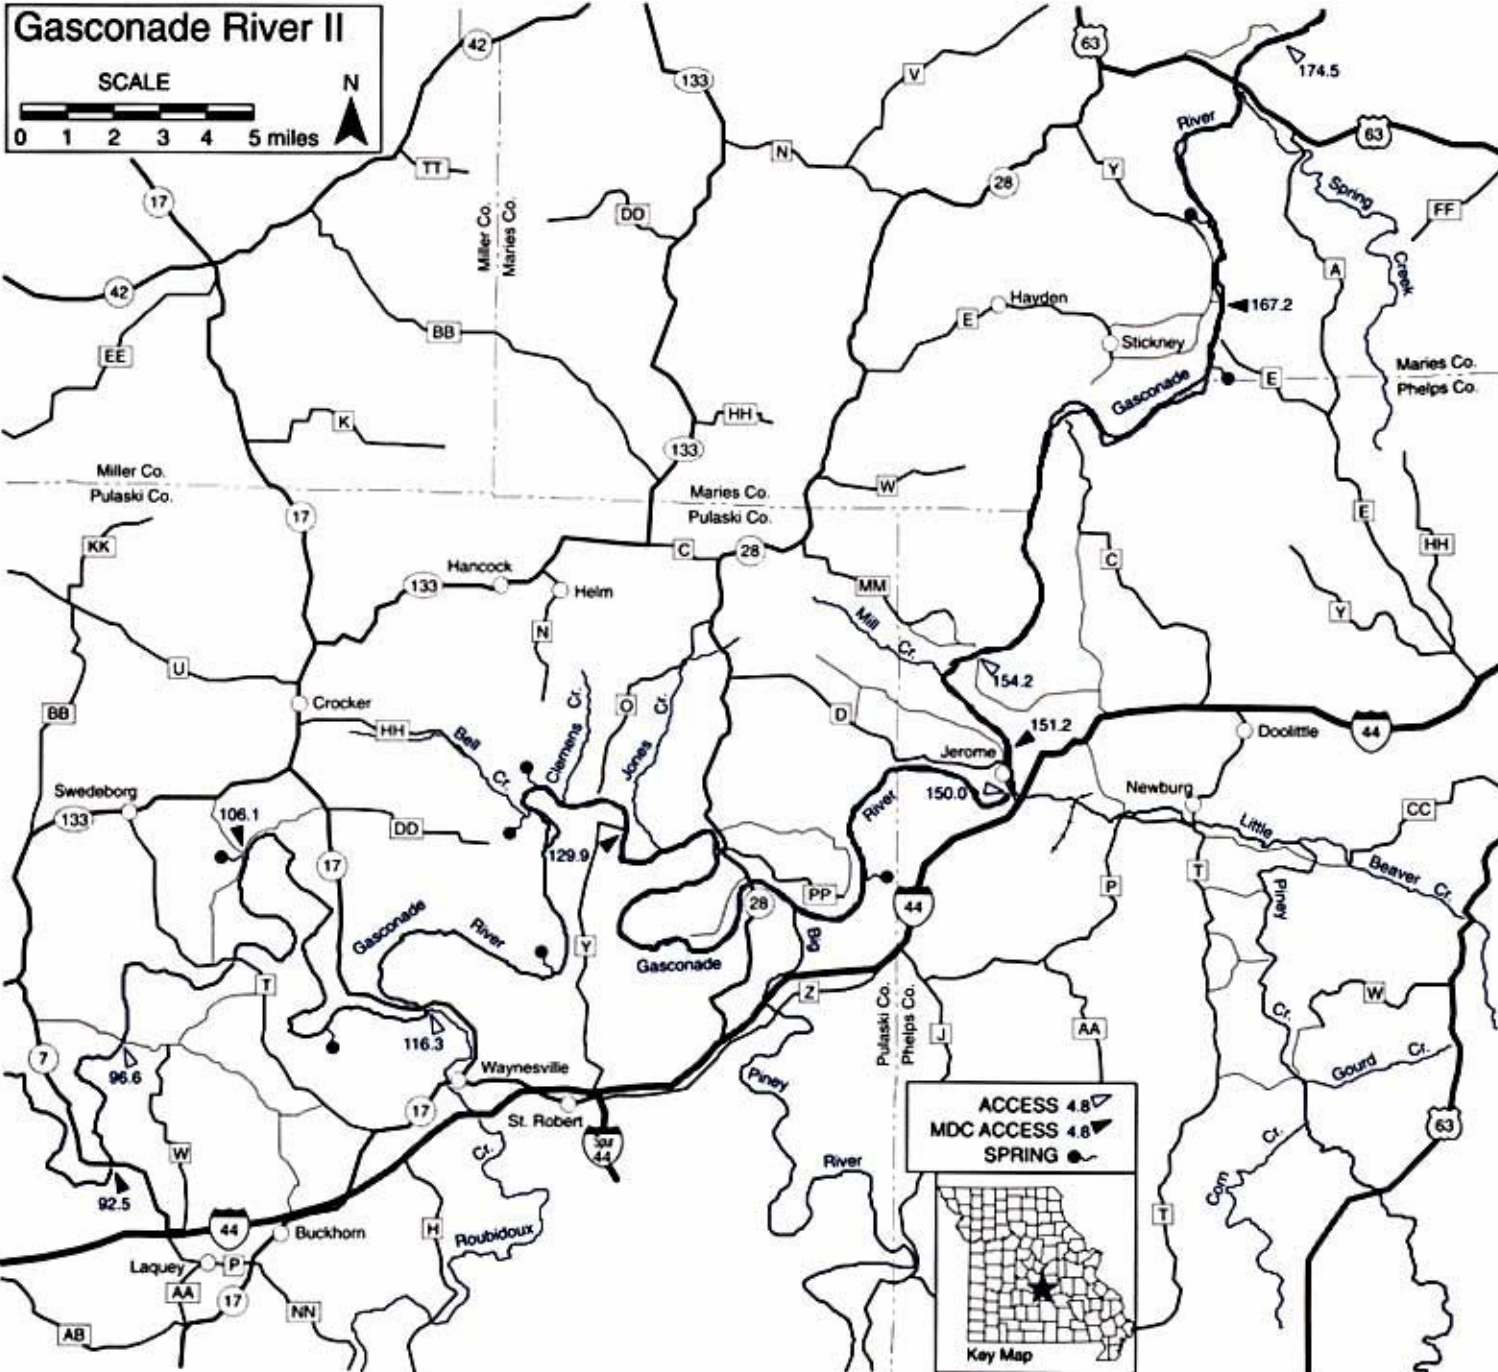 Gasconade River II
SCALE
N
0 1 2 3 4 5 miles
42
133
63
V
174.5
River
63
N
TT
Y
28
Spring
17
DD
FF
Miller Co.
Maries Co.
42
A
Creek
Hayden
167.2
E
BB
Stickney
EE
Maries Co.
Phelps Co.
Gasconade
E
K
HH
133
Miller Co.
Pulaski Co.
W
Maries Co.
Pulaski Co.
17
E
KK
C
28
HH
Hancock
C
133
Helm
MM
Mill
Cr.
Y
N
U
154.2
Crocker
BB
O
Cr.
Cr.
D
151.2
HH
Bell
Cr.
Clemens
Jones
Jerome
Doolittle
44
Swedeborg
150.0
Newburg
133
106.1
River
CC
DD
Little
129.9
17
Beaver
Cr.
PP
T
P
28
44
Piney
Gasconade
River
Big
Y
Gasconade
T
Z
W
Pulaski Co.
Phelps Co.
Cr.
J
AA
116.3
7
Gourd
Cr.
96.6
Waynesville
Piney
17
St. Robert
ACCESS 4.8
MDC ACCESS 4.8
SPRING
63
Spur
44
Cr.
Cr.
W
River
Corn
92.5
44
Buckhorn
H
Roubidoux
T
Laquey
P
AA
17
NN
AB
Key Map